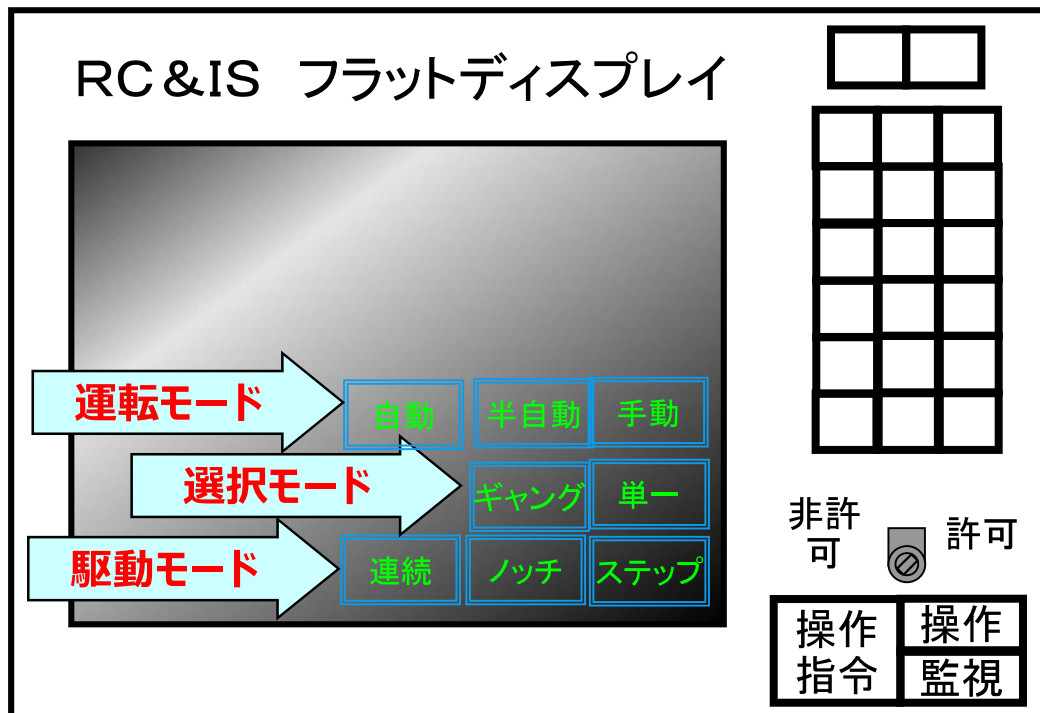 RC&IS フラットディスプレイ
運転モード
自動
半自動
手動
選択モード
ギャング
単一
駆動モード
連続
ノッチ
ステップ
非許
可
許可
操作
指令
操作
監視